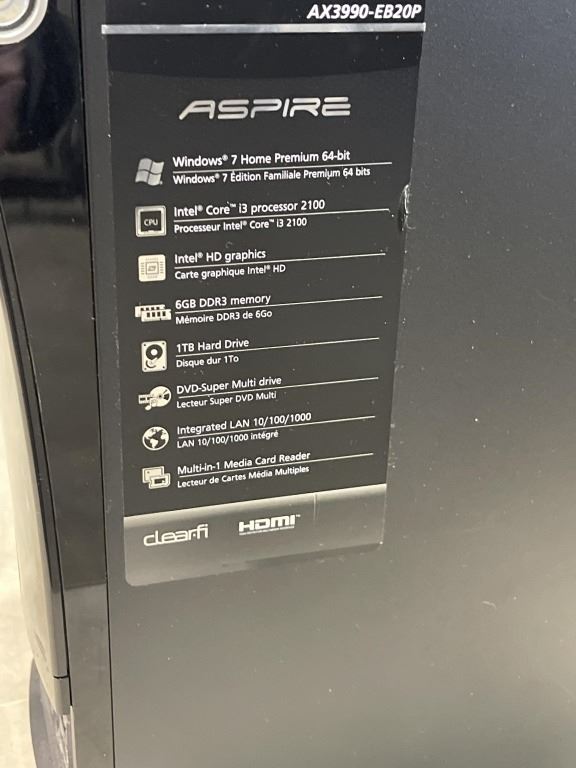 AX3990-EB20P
ASPIRE
Windows® 7 Home Premium 64-bit
Windows® 7 Édition Familiale Premium 64 bits
CPU
Intel® Core™ i3 processor 2100
Processeur Intel® Core™ i3 2100
Intel® HD graphics
Carte graphique Intel® HD
6GB DDR3 memory
Mémoire DDR3 de 6Go
1TB Hard Drive
Disque dur 1To
DVD-Super Multi drive
Lecteur Super DVD Multi
Integrated LAN 10/100/1000
LAN 10/100/1000 intégré
Multi-in-1 Media Card Reader
Lecteur de Cartes Média Multiples
clear.fi HDMI™